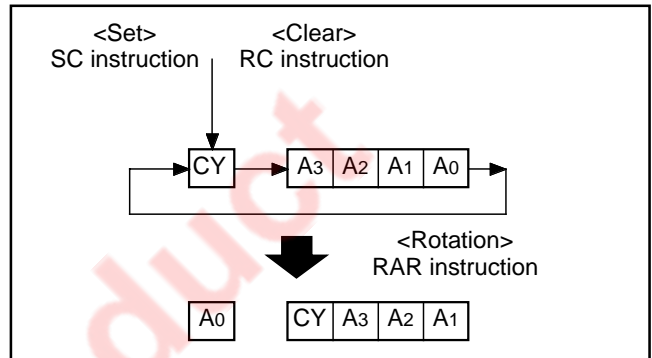 <Set> <Clear>
SC instruction RC instruction
CY A3 A2 A1 A0
<Rotation>
RAR instruction
A0 CY A3 A2 A1
duct